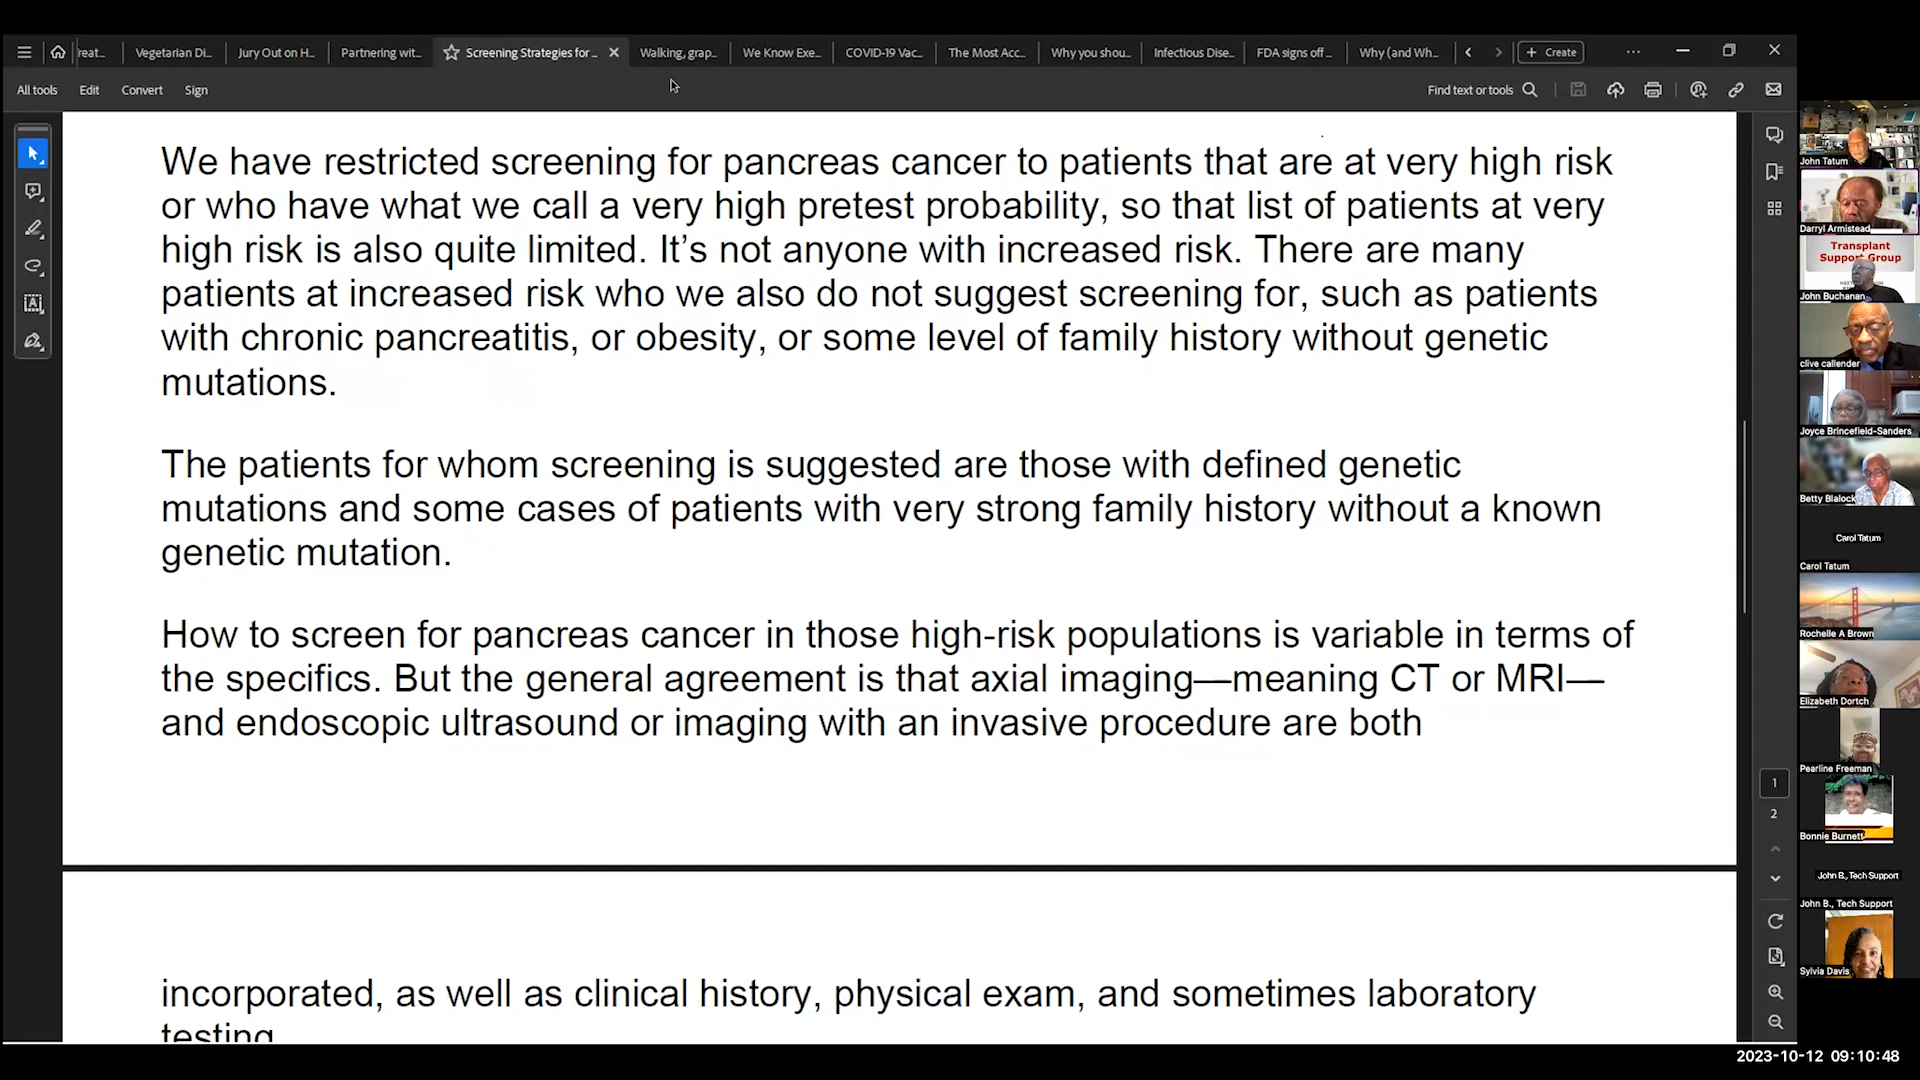 reat...
Vegetarian Di...
Jury Out on H...
Partnering wit...
Screening Strategies for ...
Walking, grap...
We Know Exe...
COVID-19 Vac...
The Most Acc...
Why you shou...
Infectious Dise...
FDA signs off ...
Why (and Wh...
+ Create
All tools Edit Convert Sign
Find text or tools
We have restricted screening for pancreas cancer to patients that are at very high risk
or who have what we call a very high pretest probability, so that list of patients at very
high risk is also quite limited. It’s not anyone with increased risk. There are many
patients at increased risk who we also do not suggest screening for, such as patients
with chronic pancreatitis, or obesity, or some level of family history without genetic
mutations.
The patients for whom screening is suggested are those with defined genetic
mutations and some cases of patients with very strong family history without a known
genetic mutation.
How to screen for pancreas cancer in those high-risk populations is variable in terms of
the specifics. But the general agreement is that axial imaging—meaning CT or MRI—
and endoscopic ultrasound or imaging with an invasive procedure are both
incorporated, as well as clinical history, physical exam, and sometimes laboratory
testing
1
2
John Tatum
Darryl Armistead
Transplant
Support Group
John Buchanan
clive callender
Joyce Brincefield-Sanders
Betty Blalock
Carol Tatum
Carol Tatum
Rochelle A Brown
Elizabeth Dortch
Pearline Freeman
Bonnie Burnett
John B., Tech Support
John B., Tech Support
Sylvia Davis
2023-10-12 09:10:48